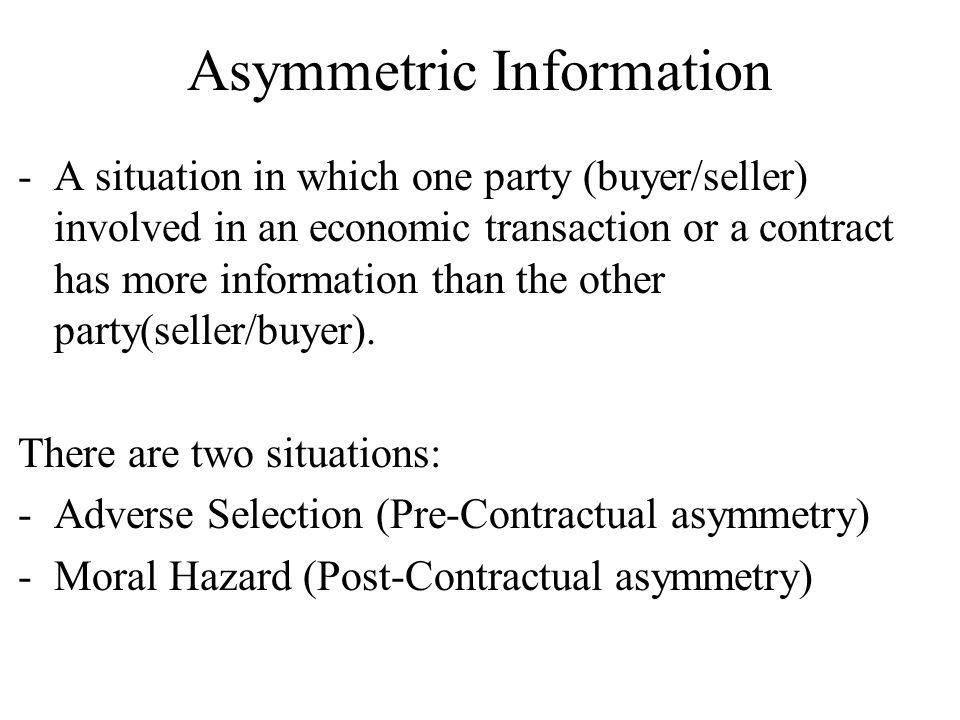 Asymmetric Information
- A situation in which one party (buyer/seller)
involved in an economic transaction or a contract
has more information than the other
party(seller/buyer).
There are two situations:
- Adverse Selection (Pre-Contractual asymmetry)
- Moral Hazard (Post-Contractual asymmetry)